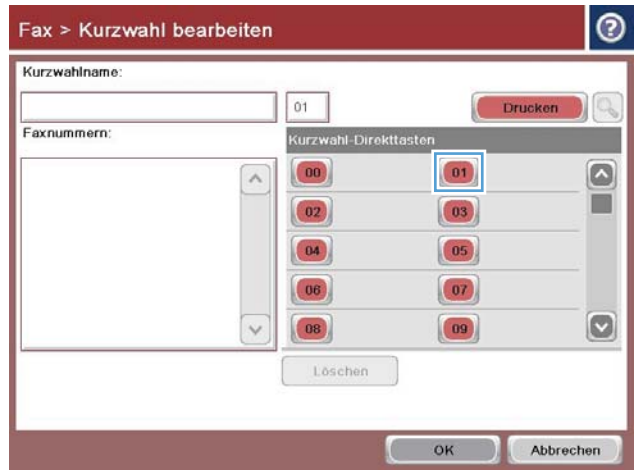 Fax > Kurzwahl bearbeiten
?
Kurzwahlname:
01
Drucken
Faxnummern:
Kurzwahl-Direkttasten
00 01
02 03
04 05
06 07
08 09
Löschen
OK Abbrechen